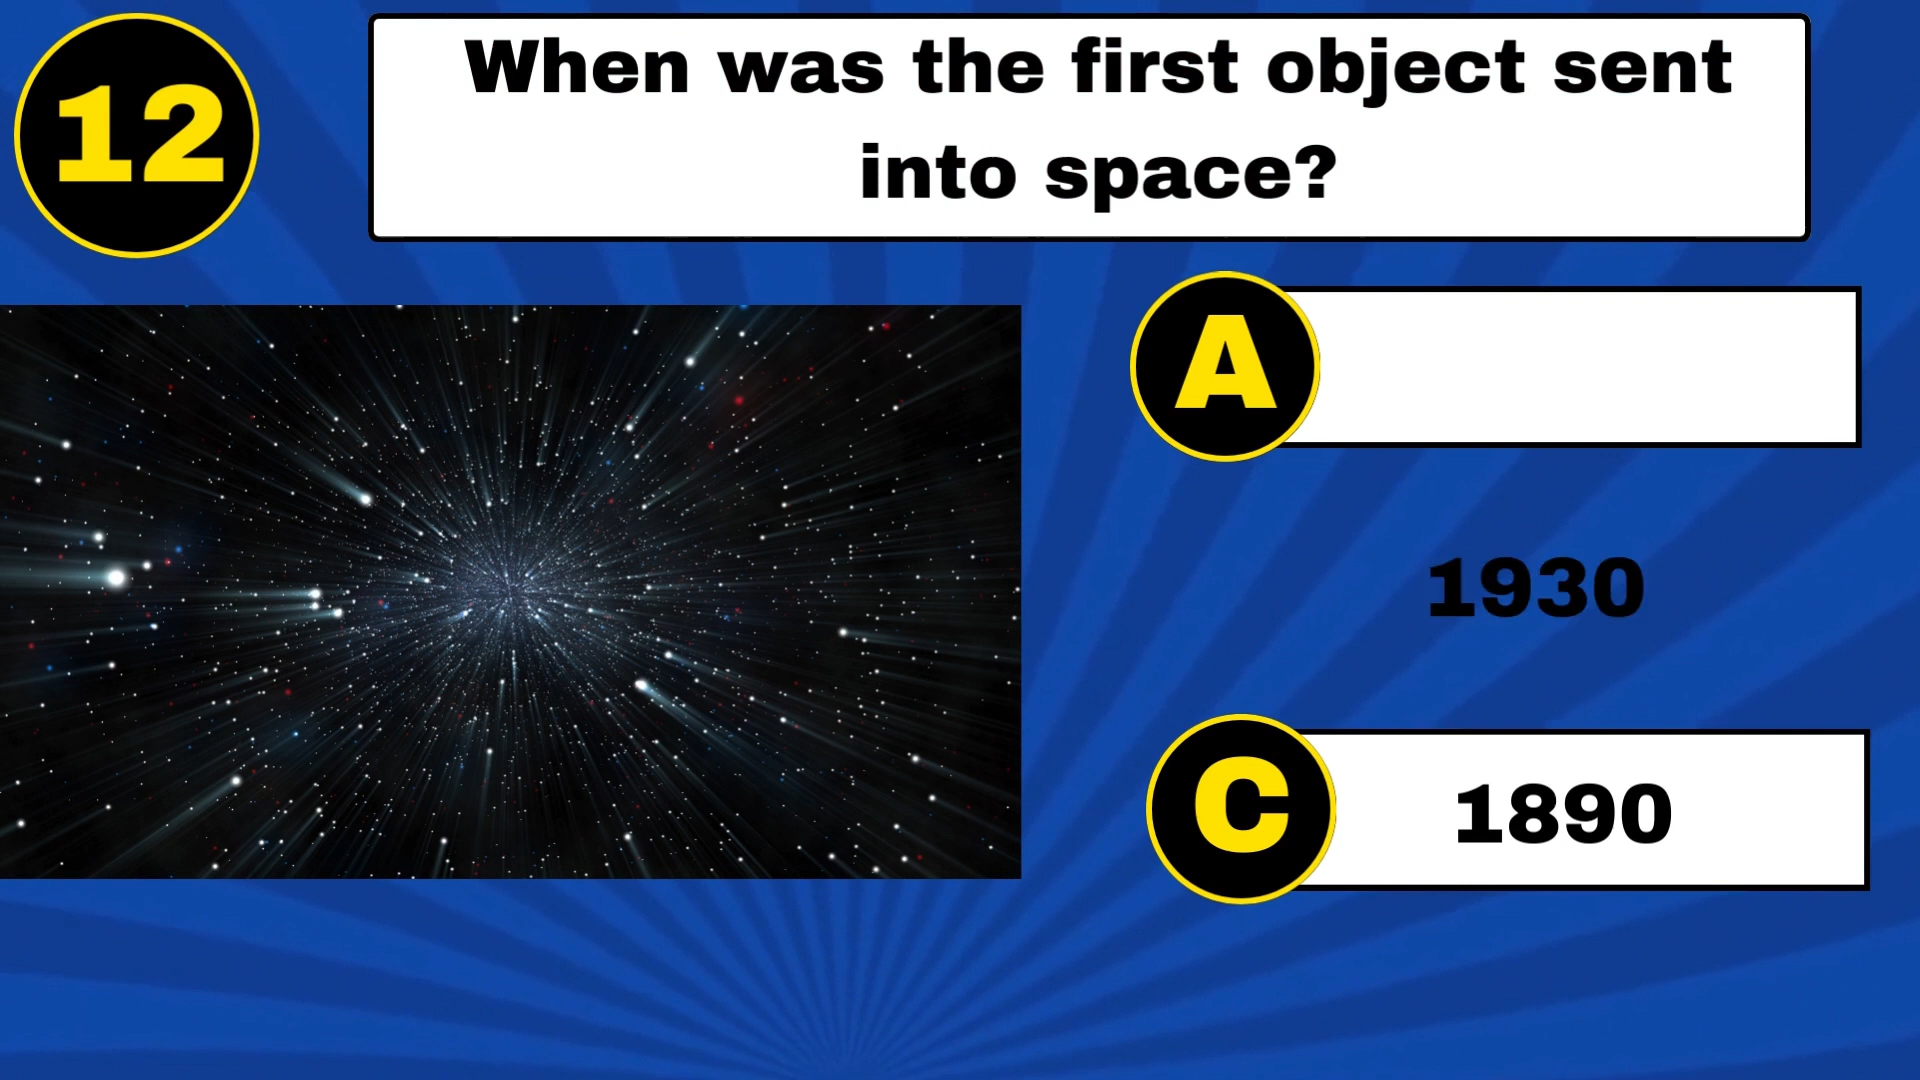 12
When was the first object sent
into space?
A
1930
C
1890